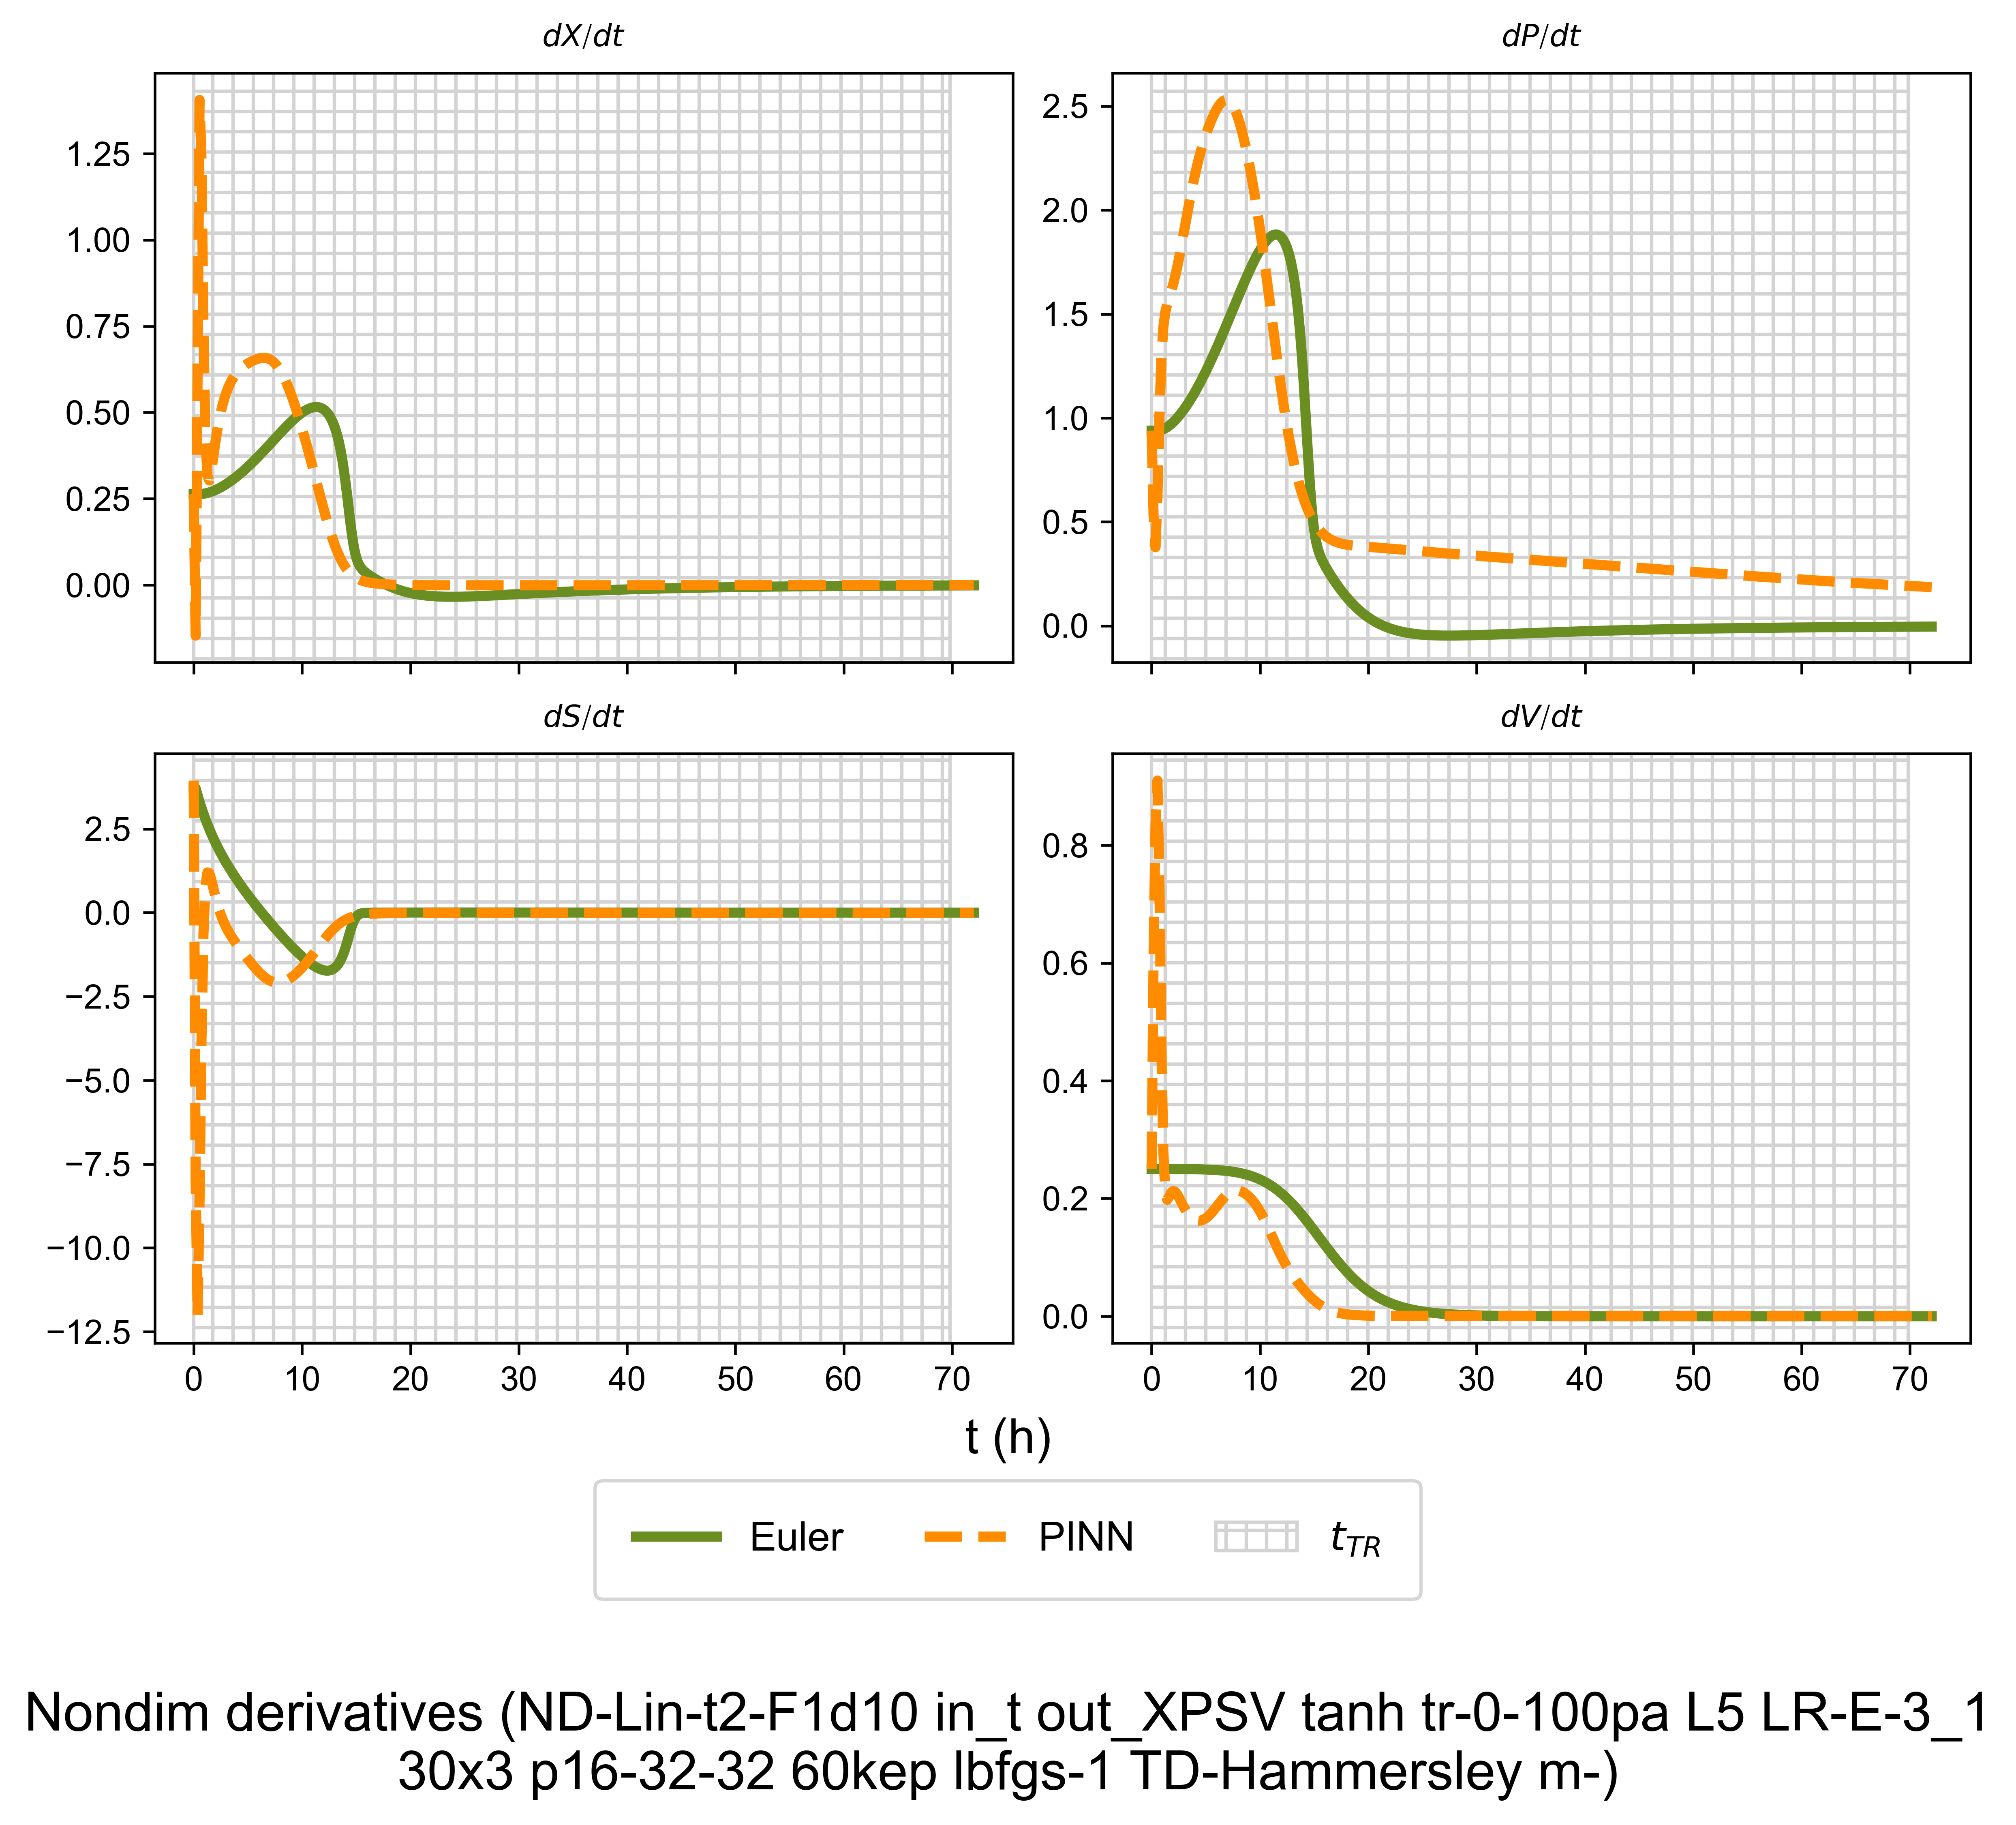 dX/dt
dP/dt
1.25
1.00
0.75
0.50
0.25
0.00
2.5
2.0
1.5
1.0
0.5
0.0
dS/dt
dV/dt
2.5
0.0
−2.5
−5.0
−7.5
−10.0
−12.5
0.8
0.6
0.4
0.2
0.0
0 10 20 30 40 50 60 70
0 10 20 30 40 50 60 70
t (h)
Euler PINN t_TR
Nondim derivatives (ND-Lin-t2-F1d10 in_t out_XPSV tanh tr-0-100pa L5 LR-E-3_1
30x3 p16-32-32 60kep lbfgs-1 TD-Hammersley m-)